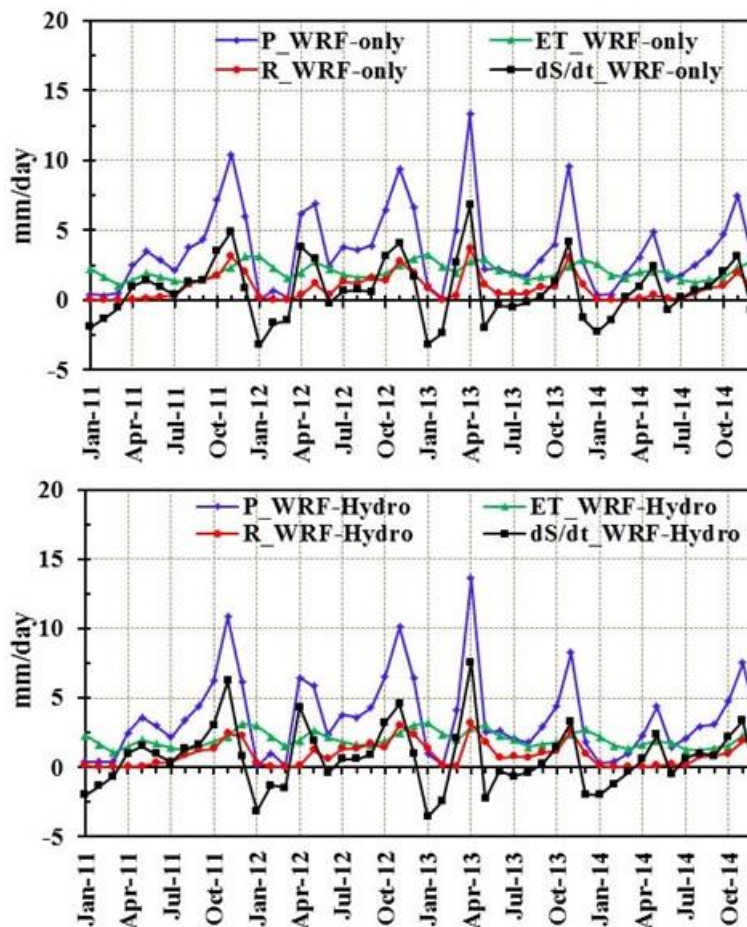 20
P_WRF-only ET_WRF-only
R_WRF-only dS/dt_WRF-only
15
10
mm/day
5
0
-5
Jan-11 Apr-11 Jul-11 Oct-11 Jan-12 Apr-12 Jul-12 Oct-12 Jan-13 Apr-13 Jul-13 Oct-13 Jan-14 Apr-14 Jul-14 Oct-14
20
P_WRF-Hydro ET_WRF-Hydro
R_WRF-Hydro dS/dt_WRF-Hydro
15
10
mm/day
5
0
-5
Jan-11 Apr-11 Jul-11 Oct-11 Jan-12 Apr-12 Jul-12 Oct-12 Jan-13 Apr-13 Jul-13 Oct-13 Jan-14 Apr-14 Jul-14 Oct-14